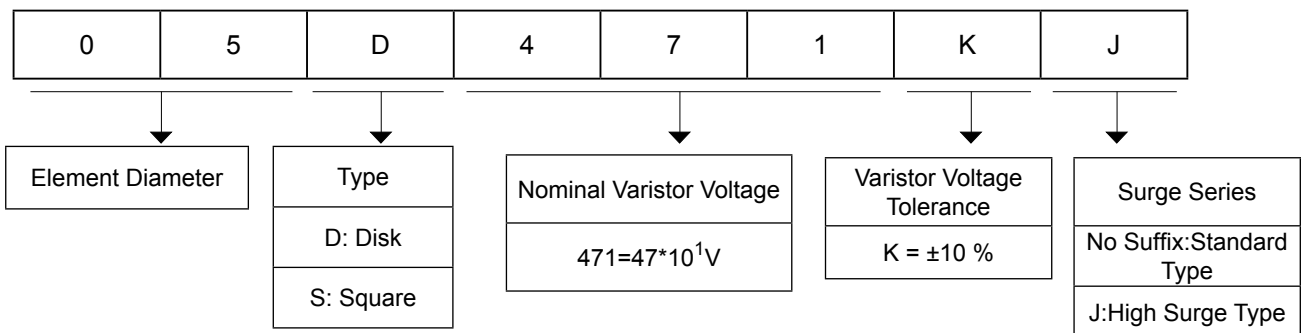 0 5 D 4 7 1 K J
Element Diameter
Type
D: Disk
S: Square
Nominal Varistor Voltage
471=47*10¹V
Varistor Voltage
Tolerance
K = ±10 %
Surge Series
No Suffix:Standard
Type
J:High Surge Type